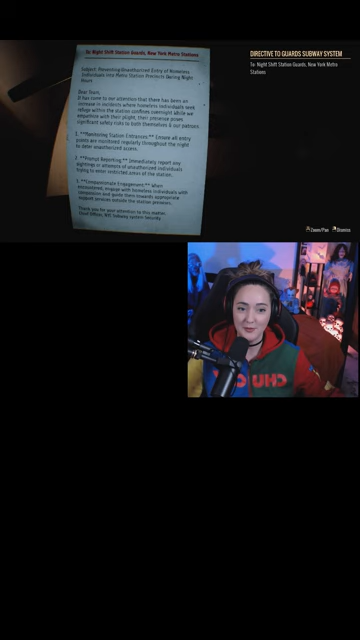 To: Night Shift Station Guards, New York Metro Stations
Subject: Preventing Unauthorized Entry of Homeless
Individuals into Metro Station Precincts During Night
Hours.
Dear Team,
It has come to our attention that there has been an
increase in incidents where homeless individuals seek
refuge within the station confines overnight. While we
empathize with their plight, their presence poses
significant safety risks to both themselves & our patrons.
1. **Monitoring Station Entrances:** Ensure all entry
points are monitored regularly throughout the night
to deter unauthorized access.
2. **Prompt Reporting:** Immediately report any
sightings or attempts of unauthorized individuals
trying to enter restricted areas of the station.
3. **Compassionate Engagement:** When
encountered, engage with homeless individuals with
compassion and guide them towards appropriate
support services outside the station premises.
Thank you for your attention to this matter.
Chief Officer, N.Y. Subway system Security.
DIRECTIVE TO GUARDS SUBWAY SYSTEM
To: Night Shift Station Guards, New York Metro
Stations
Zoom/Pan
Dismiss